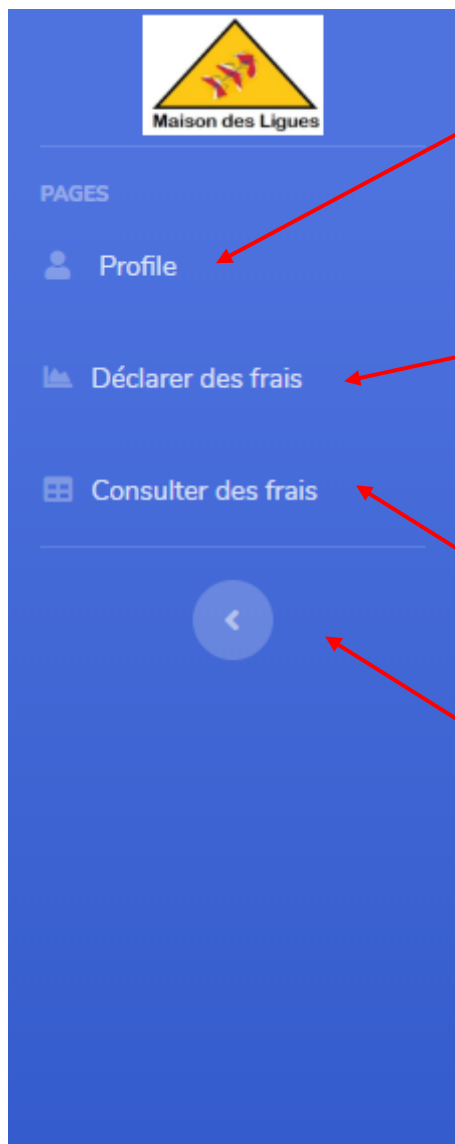 Maison des Ligues
PAGES
Profile
Déclarer des frais
Consulter des frais